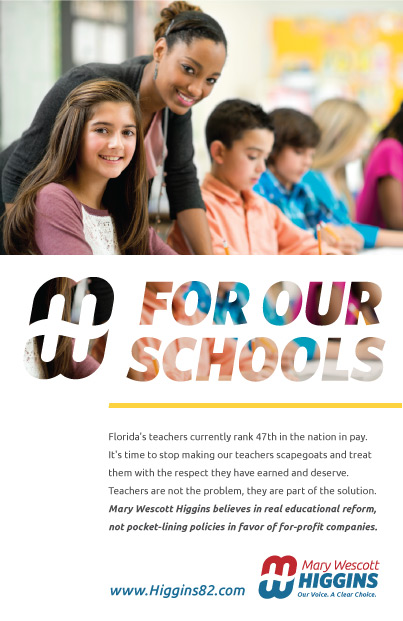 FOR OUR
SCHOOLS
Florida's teachers currently rank 47th in the nation in pay.
It's time to stop making our teachers scapegoats and treat
them with the respect they have earned and deserve.
Teachers are not the problem, they are part of the solution.
Mary Wescott Higgins believes in real educational reform,
not pocket-lining policies in favor of for-profit companies.
www.Higgins82.com
Mary Wescott
HIGGINS
Our Voice. A Clear Choice.